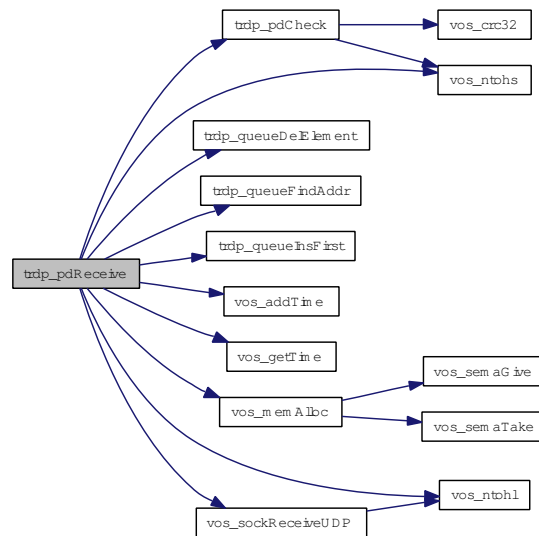 trdp_pdCheck
vos_crc32
vos_ntohs
trdp_queueDelElement
trdp_queueFindAddr
trdp_queueInsFirst
trdp_pdReceive
vos_addTime
vos_getTime
vos_semaGive
vos_memAlloc
vos_semaTake
vos_ntohl
vos_sockReceiveUDP